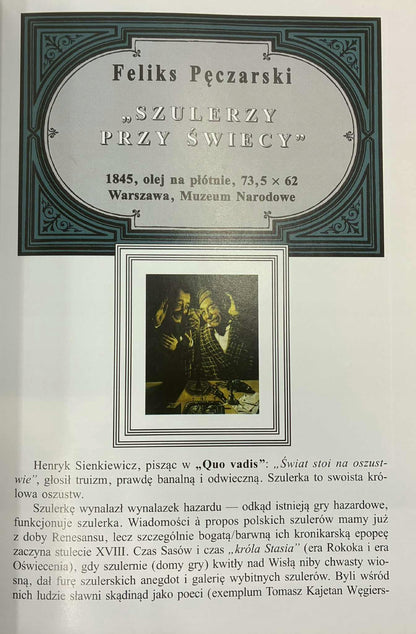 Feliks Pęczarski
„SZULERZY
PRZY ŚWIECY”
1845, olej na płótnie, 73,5 × 62
Warszawa, Muzeum Narodowe
Henryk Sienkiewicz, pisząc w „Quo vadis”: „Świat stoi na oszust-
wie”, głosił truizm, prawdę banalną i odwieczną. Szulerka to swoista kró-
lowa oszustw.
Szulerkę wynalazł wynalazek hazardu — odkąd istnieją gry hazardowe,
funkcjonuje szulerka. Wiadomości à propos polskich szulerów mamy już
z doby Renesansu, lecz szczególnie bogatą/barwną ich kronikarską epopeę
zaczyna stulecie XVIII. Czas Sasów i czas „króla Stasia” (era Rokoka i era
Oświecenia), gdy szulernie (domy gry) kwitły nad Wisłą niby chwasty wio-
sną, dał furę szulerskich anegdot i galerię wybitnych szulerów. Byli wśród
nich ludzie sławni skądinąd jako poeci (exemplum Tomasz Kajetan Węgiers-